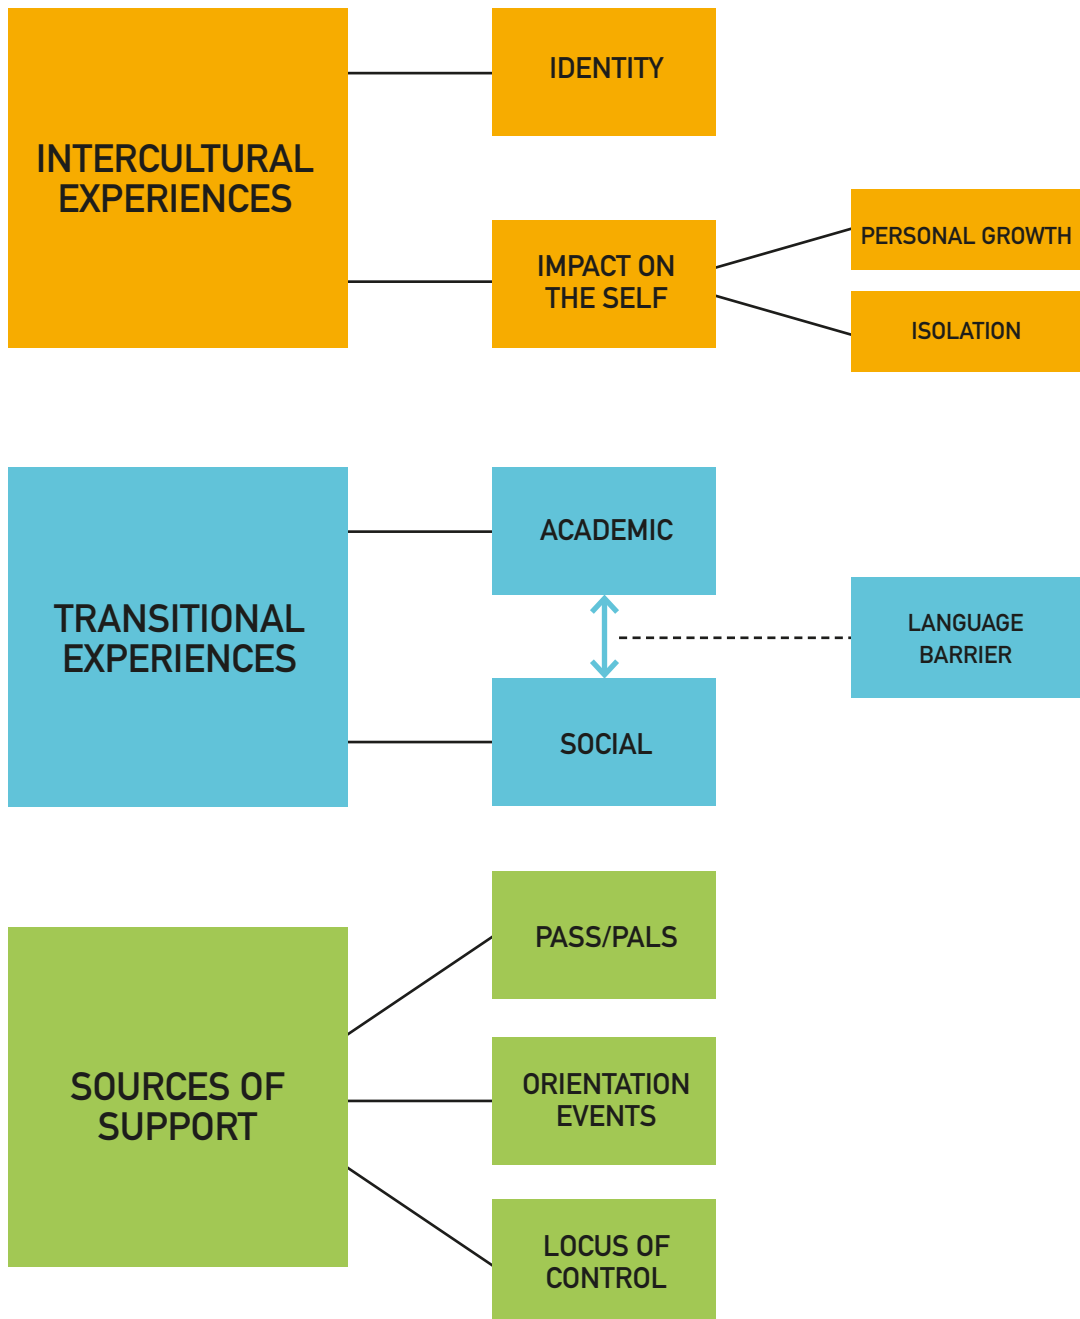 INTERCULTURAL
EXPERIENCES
IDENTITY
IMPACT ON
THE SELF
PERSONAL GROWTH
ISOLATION
TRANSITIONAL
EXPERIENCES
ACADEMIC
SOCIAL
LANGUAGE
BARRIER
SOURCES OF
SUPPORT
PASS/PALS
ORIENTATION
EVENTS
LOCUS OF
CONTROL